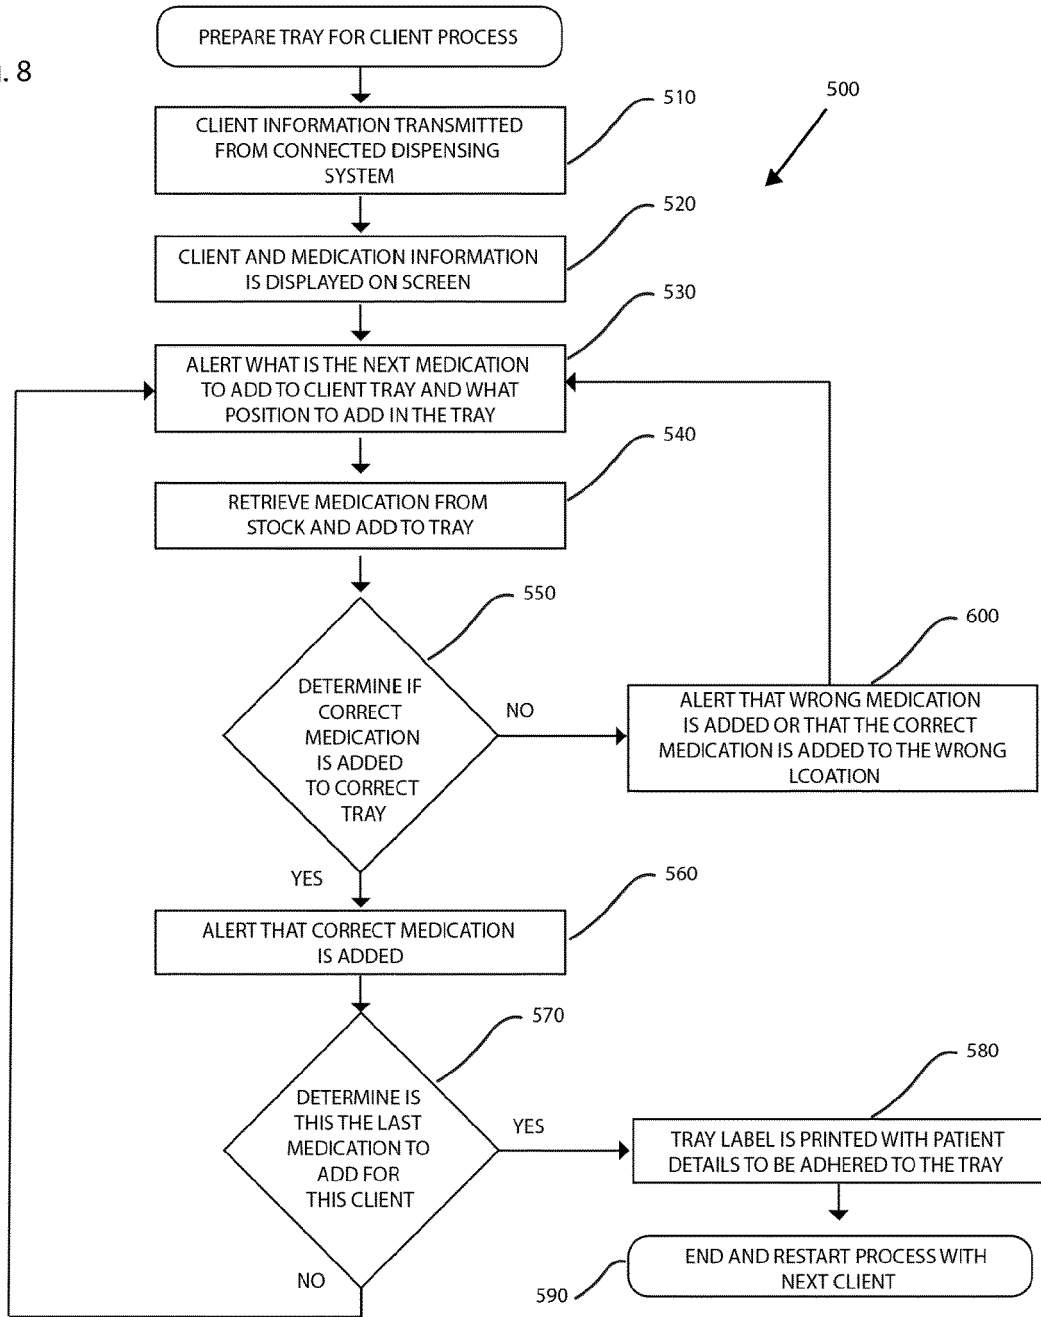 . 8
PREPARE TRAY FOR CLIENT PROCESS
500
510
CLIENT INFORMATION TRANSMITTED
FROM CONNECTED DISPENSING
SYSTEM
520
CLIENT AND MEDICATION INFORMATION
IS DISPLAYED ON SCREEN
530
ALERT WHAT IS THE NEXT MEDICATION
TO ADD TO CLIENT TRAY AND WHAT
POSITION TO ADD IN THE TRAY
540
RETRIEVE MEDICATION FROM
STOCK AND ADD TO TRAY
550
DETERMINE IF
CORRECT
MEDICATION
IS ADDED
TO CORRECT
TRAY
NO
600
ALERT THAT WRONG MEDICATION
IS ADDED OR THAT THE CORRECT
MEDICATION IS ADDED TO THE WRONG
LCOATION
YES
560
ALERT THAT CORRECT MEDICATION
IS ADDED
570
DETERMINE IS
THIS THE LAST
MEDICATION TO
ADD FOR
THIS CLIENT
YES
580
TRAY LABEL IS PRINTED WITH PATIENT
DETAILS TO BE ADHERED TO THE TRAY
NO
590
END AND RESTART PROCESS WITH
NEXT CLIENT